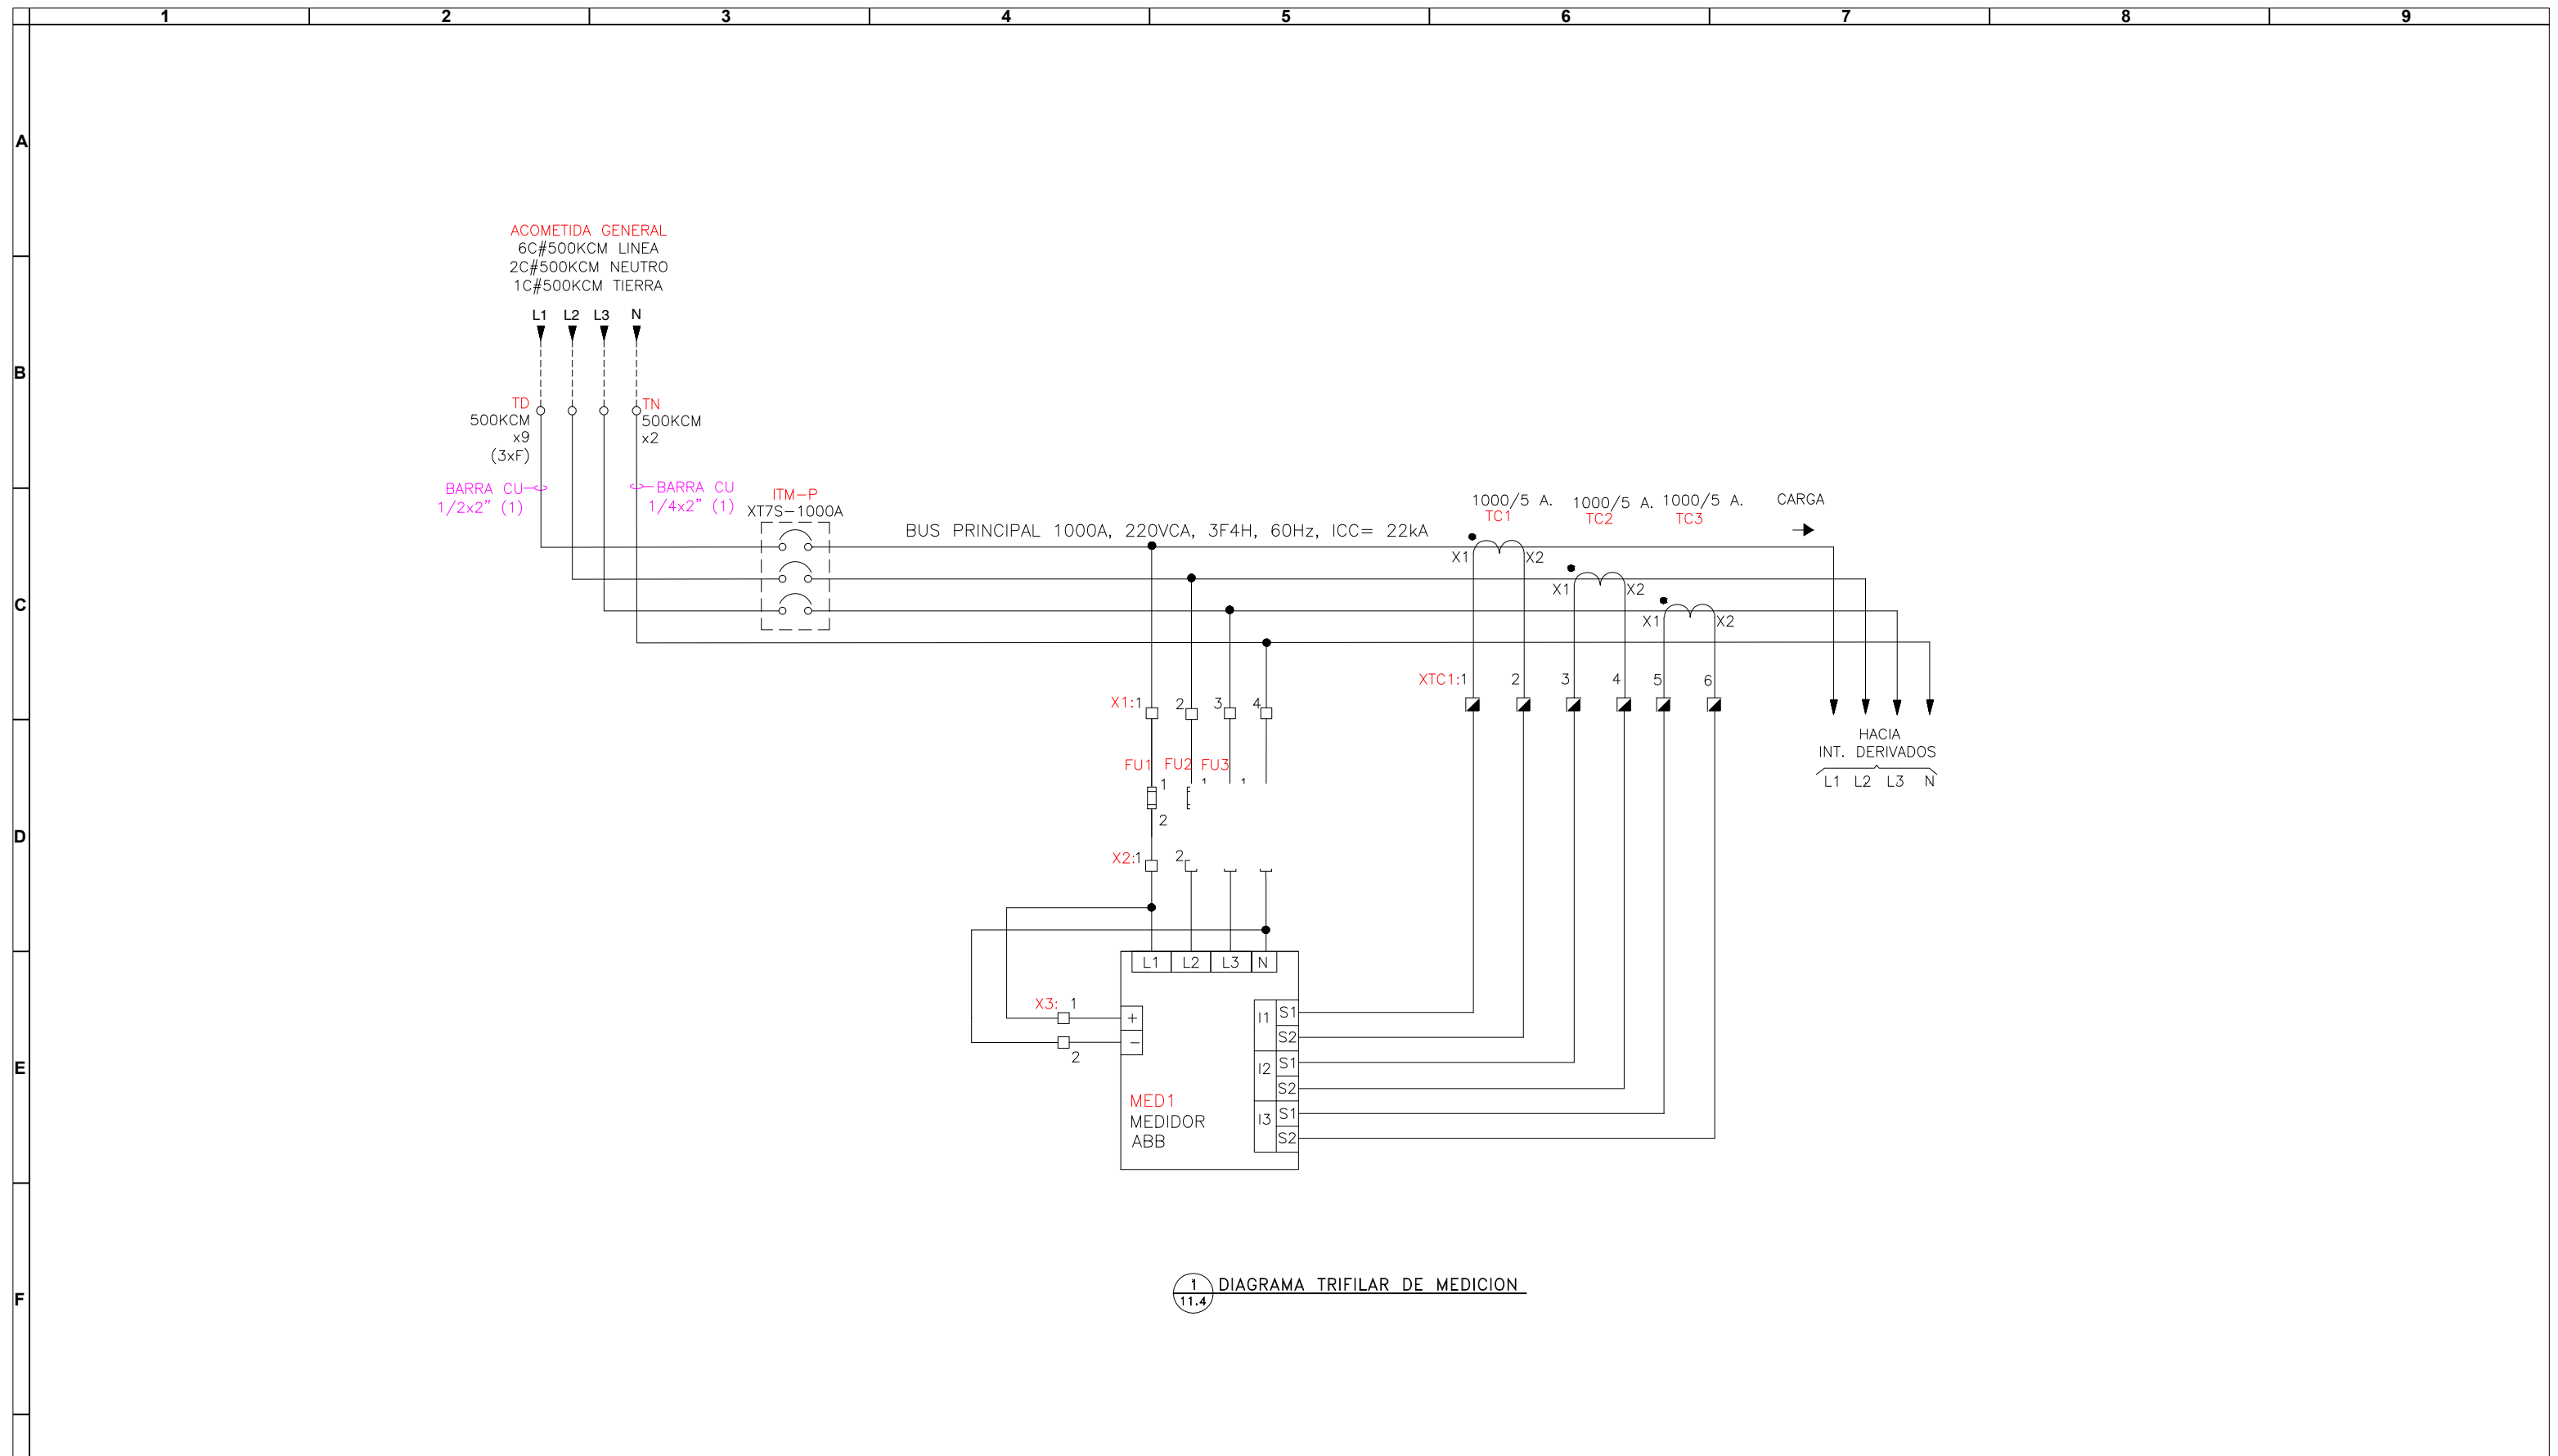 1 2 3 4 5 6 7 8 9
A
B
C
D
E
F
ACOMETIDA GENERAL
6C#500KCM LINEA
2C#500KCM NEUTRO
1C#500KCM TIERRA
L1 L2 L3 N
TD
500KCM
x9
(3xF)
TN
500KCM
x2
BARRA CU
1/2x2" (1)
BARRA CU
1/4x2" (1)
ITM-P
XT7S-1000A
BUS PRINCIPAL 1000A, 220VCA, 3F4H, 60Hz, ICC= 22kA
1000/5 A.
TC1
1000/5 A.
TC2
1000/5 A.
TC3
CARGA
X1 X2
X1 X2
X1 X2
XTC1:1 2 3 4 5 6
X1:1 2 3 4
HACIA
INT. DERIVADOS
L1 L2 L3 N
FU1 FU2 FU3
1 1 1
2
X2:1 2
L1 L2 L3 N
X3: 1
2
+
-
I1 S1
S2
I2 S1
S2
I3 S1
S2
MED1
MEDIDOR
ABB
1
11.4
DIAGRAMA TRIFILAR DE MEDICION